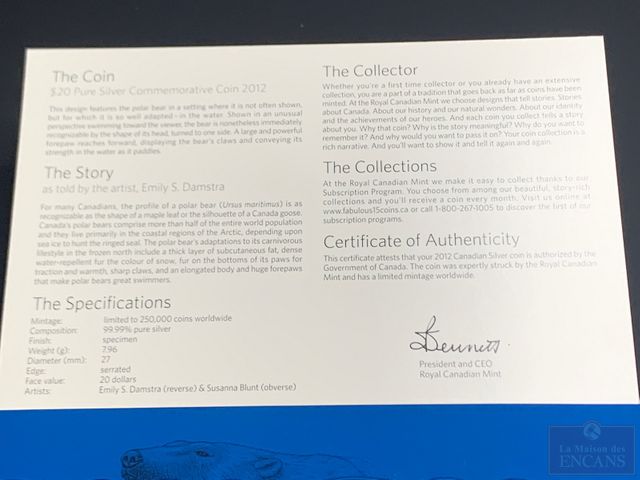 The Coin
$20 Pure Silver Commemorative Coin 2012
This design features the polar bear in a setting where it is not often shown,
but for which it is so well adapted - in the water. Shown in an unusual
perspective swimming toward the viewer, the bear is nonetheless immediately
recognizable by the shape of its head, turned to one side. A large and powerful
forepaw reaches forward, displaying the bear's claws and conveying its
strength in the water as it paddles.
The Story
as told by the artist, Emily S. Damstra
For many Canadians, the profile of a polar bear (Ursus maritimus) is as
recognizable as the shape of a maple leaf or the silhouette of a Canada goose.
Canada's polar bears comprise more than half of the entire world population
and they live primarily in the coastal regions of the Arctic, depending upon
sea ice to hunt the ringed seal. The polar bear's adaptations to its carnivorous
lifestyle in the frozen north include a thick layer of subcutaneous fat, dense
water-repellent fur the colour of snow, fur on the bottom of its paws for
traction and warmth, sharp claws, and an elongated body and huge forepaws
that make polar bears great swimmers.
The Specifications
Mintage: limited to 250,000 coins worldwide
Composition: 99.99% pure silver
Finish: specimen
Weight (g): 7.96
Diameter (mm): 27
Edge: serrated
Face value: 20 dollars
Artists: Emily S. Damstra (reverse) & Susanna Blunt (obverse)
The Collector
Whether you're a first time collector or you already have an extensive
collection, you are a part of a tradition that goes back as far as coins have been
minted. At the Royal Canadian Mint we choose designs that tell stories. Stories
about Canada. About our history and our natural wonders. About our identity
and the achievements of our heroes. And each coin you collect tells a story
about you. Why that coin? Why is the story meaningful? Why do you want to
remember it? And why would you want to pass it on? Your coin collection is a
rich narrative. And you'll want to show it and tell it again and again.
The Collections
At the Royal Canadian Mint we make it easy to collect thanks to our
Subscription Program. You choose from among our beautiful, story-rich
collections and you'll receive a coin every month. Visit us online at
www.fabulous15coins.ca or call 1-800-267-1005 to discover the first of our
subscription programs.
Certificate of Authenticity
This certificate attests that your 2012 Canadian Silver coin is authorized by the
Government of Canada. The coin was expertly struck by the Royal Canadian
Mint and has a limited mintage worldwide.
President and CEO
Royal Canadian Mint
La Maison des
ENCANS